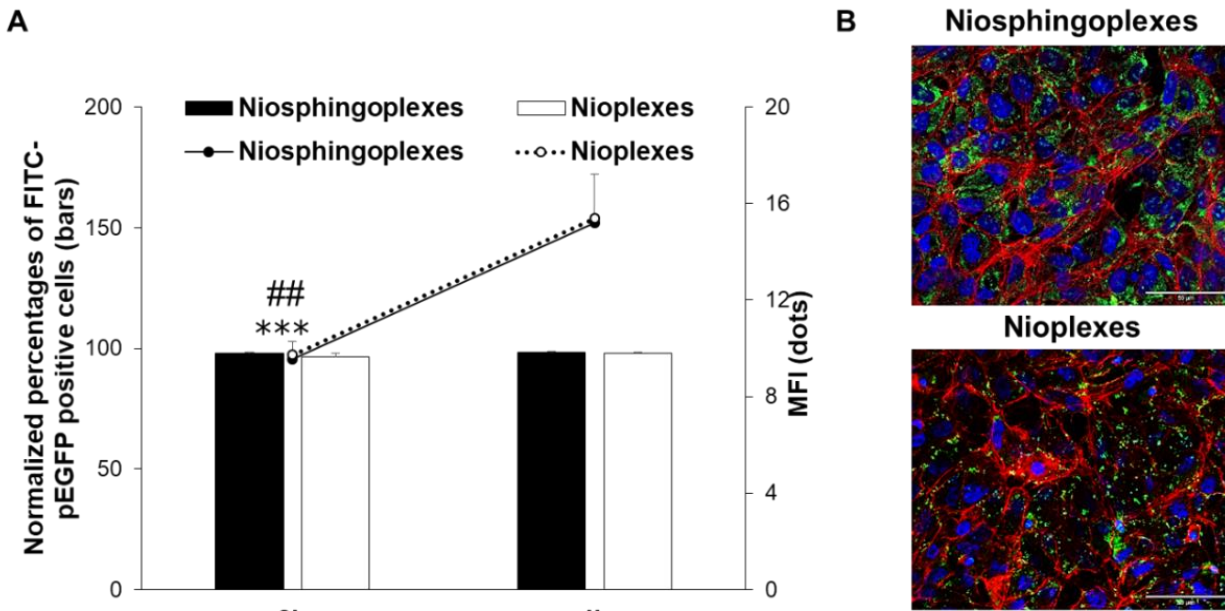 A
B
Niosphingoplexes
Niosphingoplexes
Nioplexes
Niosphingoplexes
Nioplexes
Normalized percentages of FITC-
pEGFP positive cells (bars)
200
150
100
50
0
##
***
20
16
12
8
4
0
MFI (dots)
Nioplexes